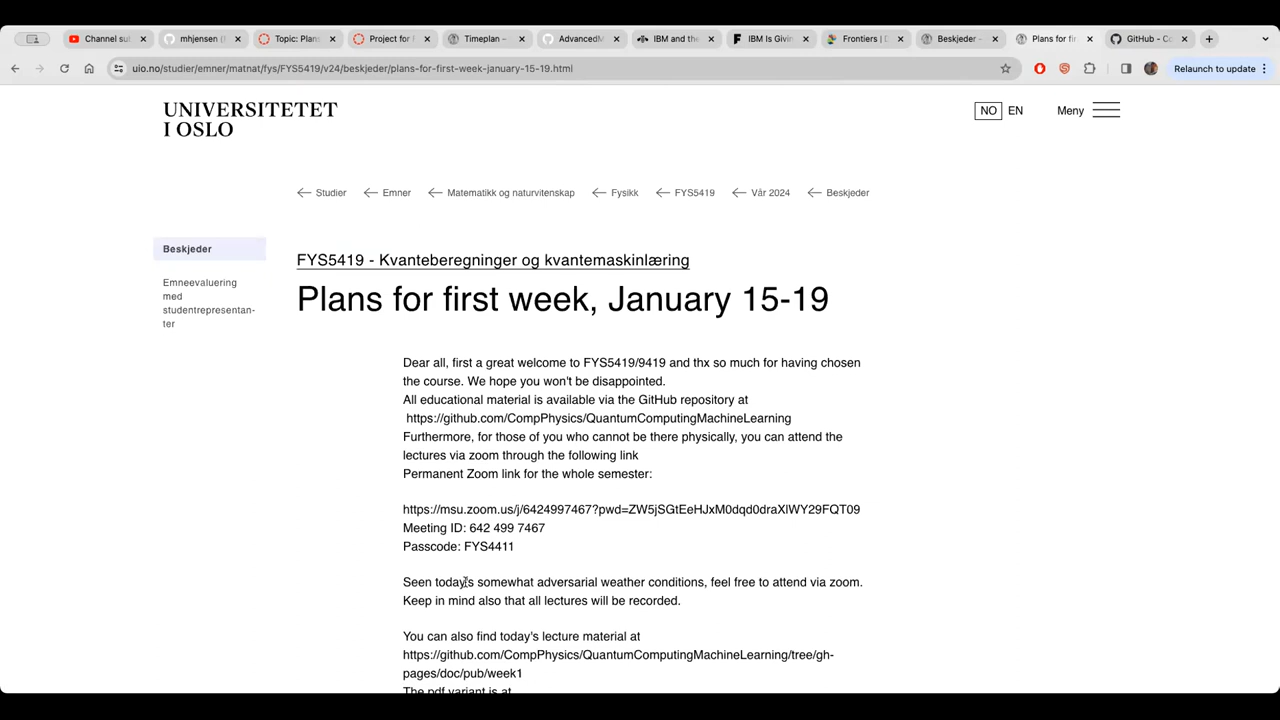 Channel sul
mhjensen (
Topic: Plans
Project for F
Timeplan –
AdvancedM
IBM and the
IBM Is Givin
Frontiers | D
Beskjeder -
Plans for fir
GitHub - Co
uio.no/studier/emner/matnat/fys/FYS5419/v24/beskjeder/plans-for-first-week-january-15-19.html
Relaunch to update
UNIVERSITETET
I OSLO
NO EN Meny
Studier Emner Matematikk og naturvitenskap Fysikk FYS5419 Vår 2024 Beskjeder
Beskjeder
Emneevaluering
med
studentrepresentan-
ter
FYS5419 - Kvanteberegninger og kvantemaskinlæring
Plans for first week, January 15-19
Dear all, first a great welcome to FYS5419/9419 and thx so much for having chosen
the course. We hope you won't be disappointed.
All educational material is available via the GitHub repository at
https://github.com/CompPhysics/QuantumComputingMachineLearning
Furthermore, for those of you who cannot be there physically, you can attend the
lectures via zoom through the following link
Permanent Zoom link for the whole semester:
https://msu.zoom.us/j/6424997467?pwd=ZW5jSGtEeHJxM0dqd0draXlWY29FQT09
Meeting ID: 642 499 7467
Passcode: FYS4411
Seen today's somewhat adversarial weather conditions, feel free to attend via zoom.
Keep in mind also that all lectures will be recorded.
You can also find today's lecture material at
https://github.com/CompPhysics/QuantumComputingMachineLearning/tree/gh-
pages/doc/pub/week1
The pdf variant is at